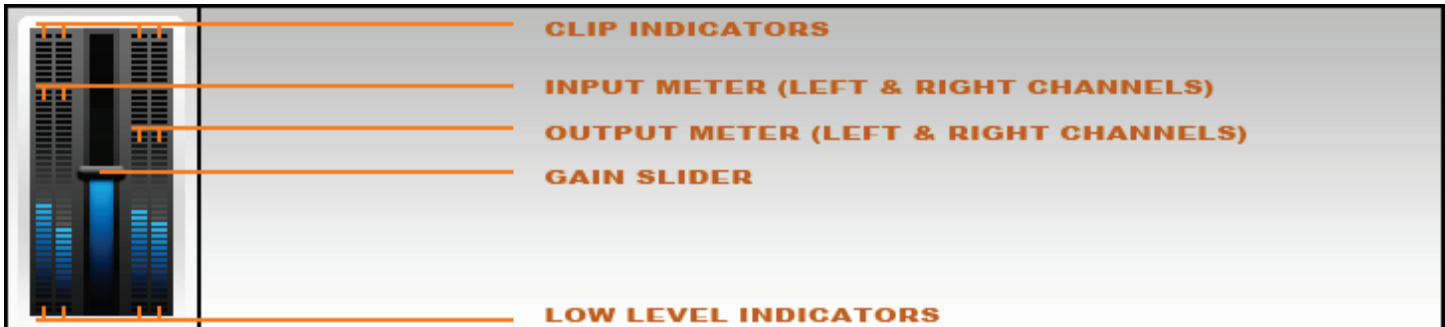 CLIP INDICATORS
INPUT METER (LEFT & RIGHT CHANNELS)
OUTPUT METER (LEFT & RIGHT CHANNELS)
GAIN SLIDER
LOW LEVEL INDICATORS